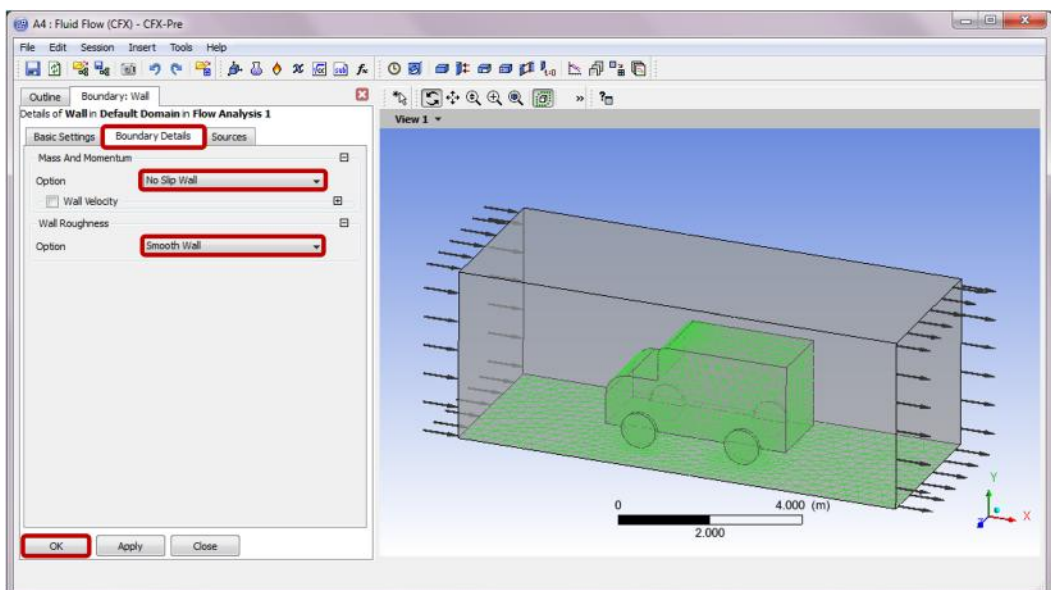 A4 : Fluid Flow (CFX) - CFX-Pre
File Edit Session Insert Tools Help
Outline Boundary: Wall
Details of Wall in Default Domain in Flow Analysis 1
Basic Settings Boundary Details Sources
Mass And Momentum
Option No Slip Wall
Wall Velocity
Wall Roughness
Option Smooth Wall
OK Apply Close
View 1
0 4.000 (m)
2.000
Y
X
Z